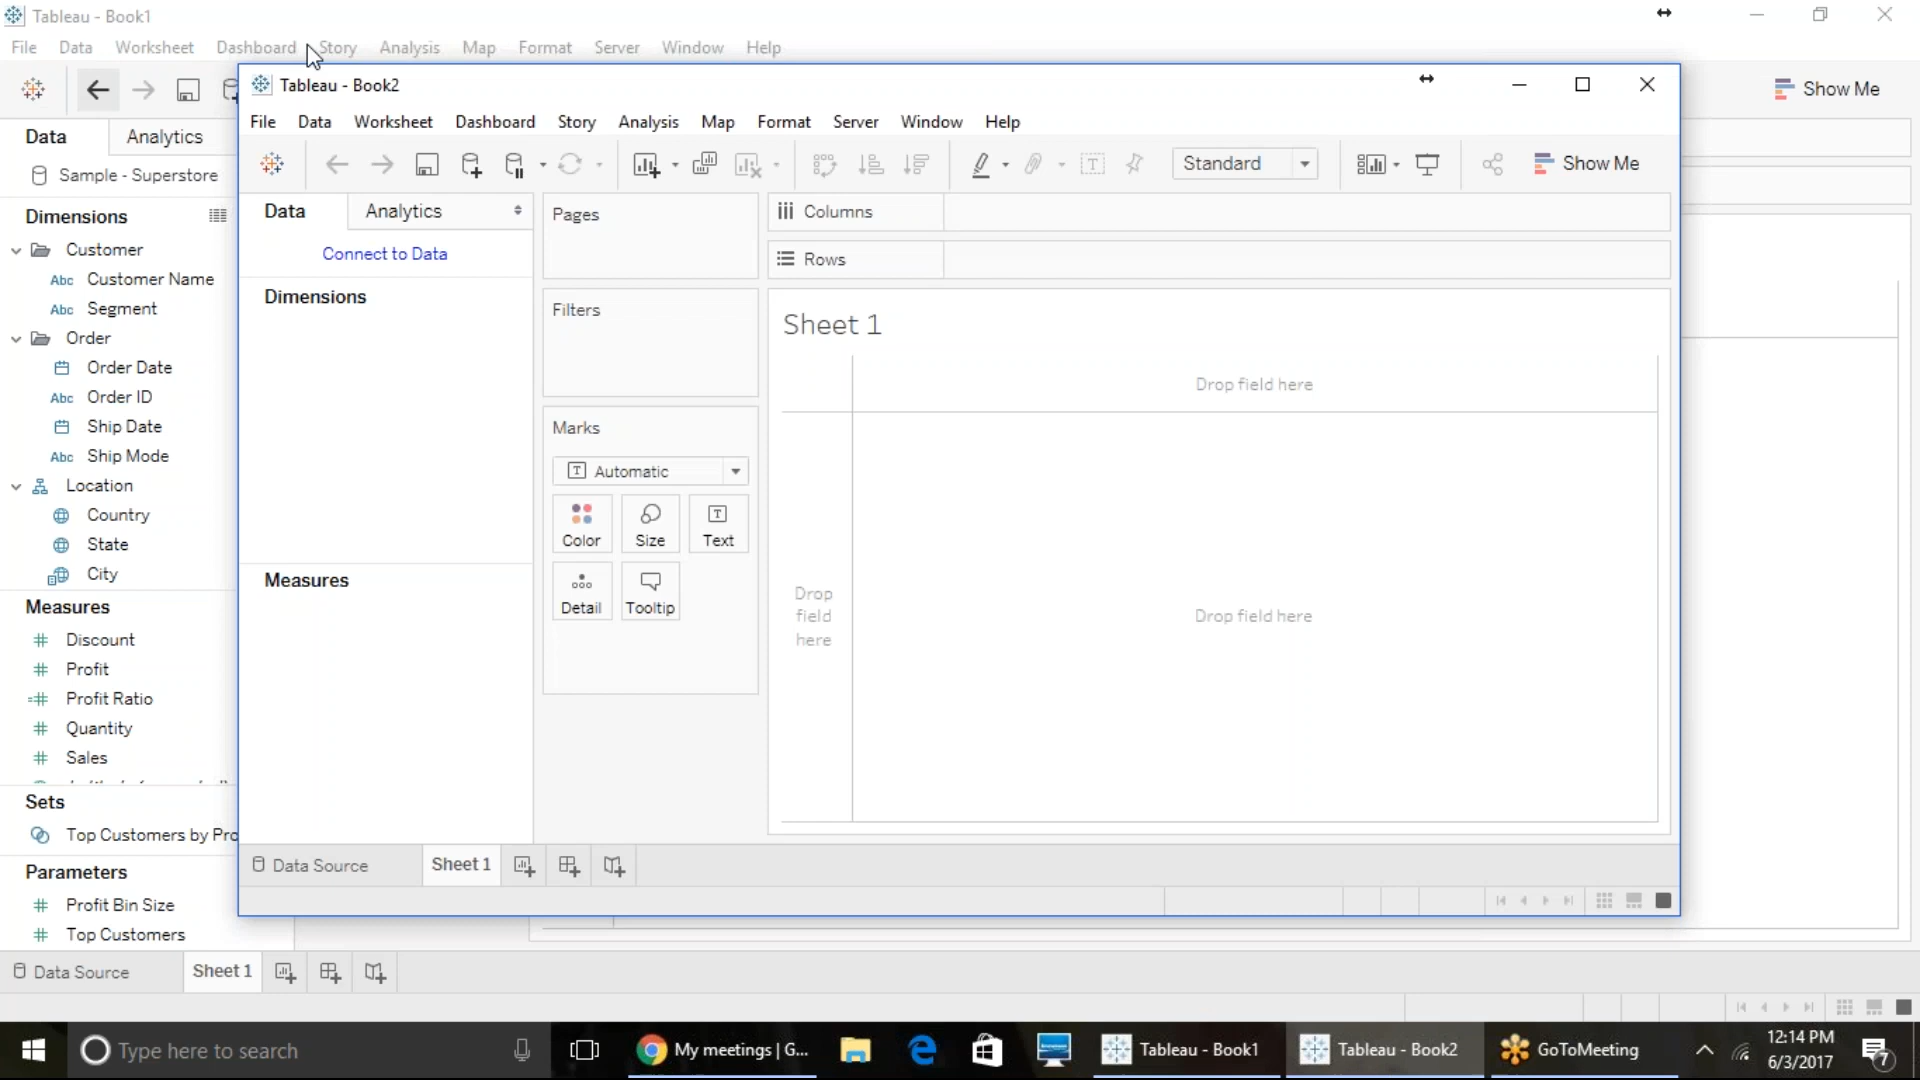 Tableau - Book1
File Data Worksheet Dashboard Story Analysis Map Format Server Window Help
Show Me
Data Analytics
Sample - Superstore
Dimensions
Customer
Abc Customer Name
Abc Segment
Order
Order Date
Abc Order ID
Ship Date
Abc Ship Mode
Location
Country
State
City
Measures
# Discount
# Profit
=# Profit Ratio
# Quantity
# Sales
Sets
Top Customers by Pro
Parameters
# Profit Bin Size
# Top Customers
Data Source Sheet 1
Tableau - Book2
File Data Worksheet Dashboard Story Analysis Map Format Server Window Help
Standard Show Me
Data Analytics
Connect to Data
Dimensions
Measures
Pages
Filters
Marks
T Automatic
Color Size T Text
Detail Tooltip
Columns
Rows
Sheet 1
Drop field here
Drop
field
here
Drop field here
Data Source Sheet 1
Type here to search
My meetings | G...
Tableau - Book1
Tableau - Book2
GoToMeeting
12:14 PM
6/3/2017
7